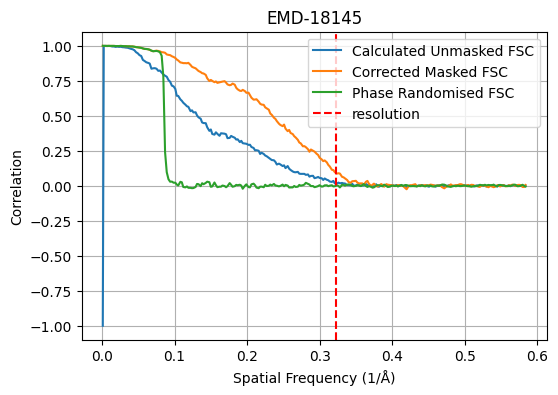 EMD-18145
Calculated Unmasked FSC
Corrected Masked FSC
Phase Randomised FSC
resolution
Correlation
1.00
0.75
0.50
0.25
0.00
−0.25
−0.50
−0.75
−1.00
0.0 0.1 0.2 0.3 0.4 0.5 0.6
Spatial Frequency (1/Å)